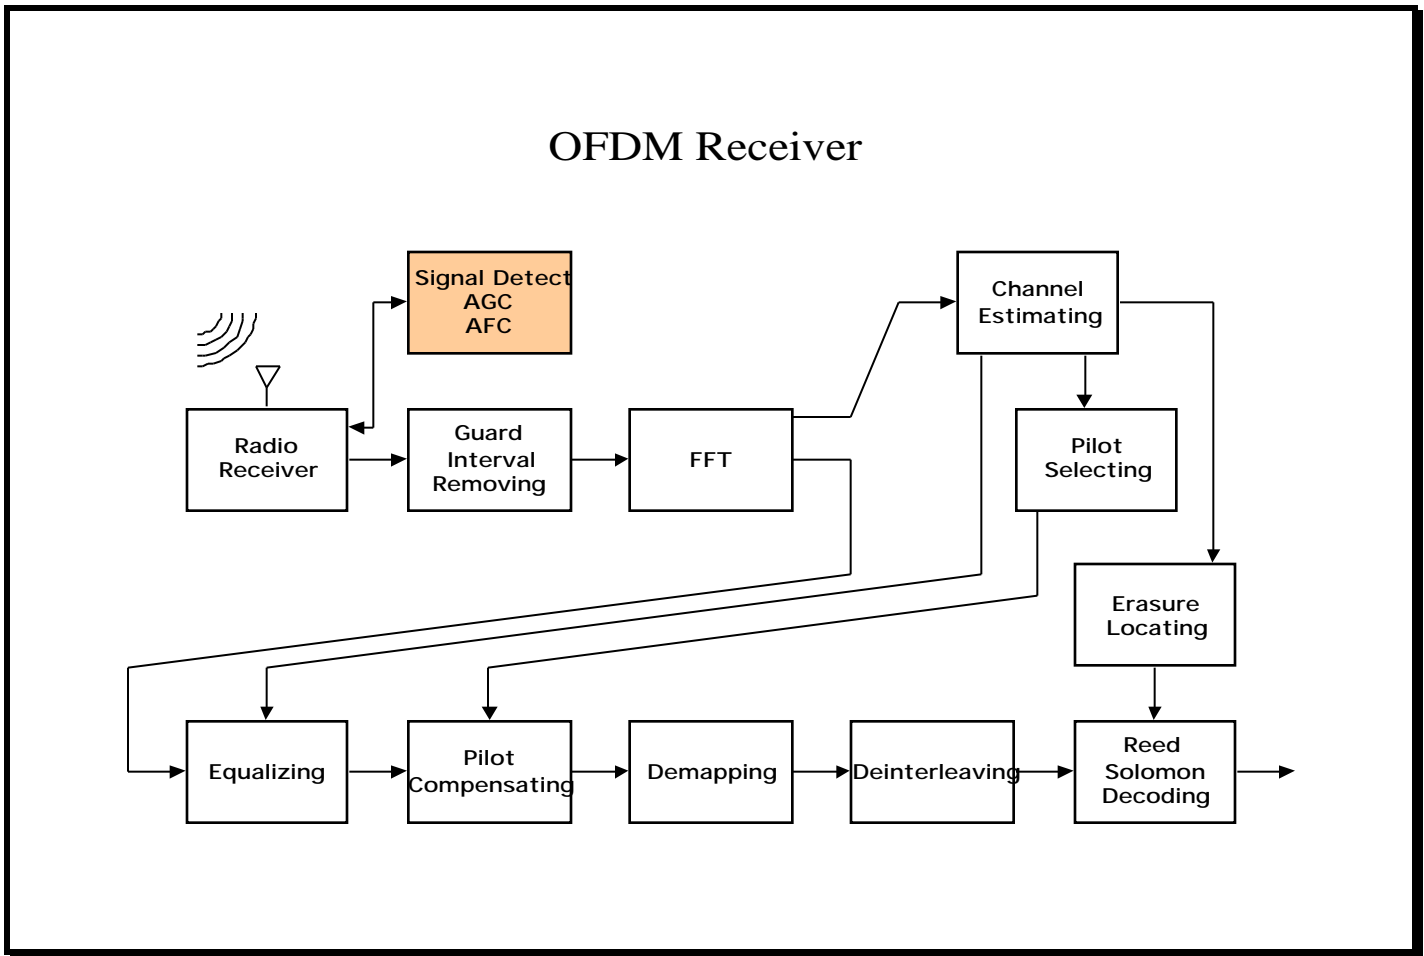 OFDM Receiver
Signal Detect
AGC
AFC
Channel
Estimating
Radio
Receiver
Guard
Interval
Removing
FFT
Pilot
Selecting
Erasure
Locating
Equalizing
Pilot
Compensating
Demapping
Deinterleaving
Reed
Solomon
Decoding